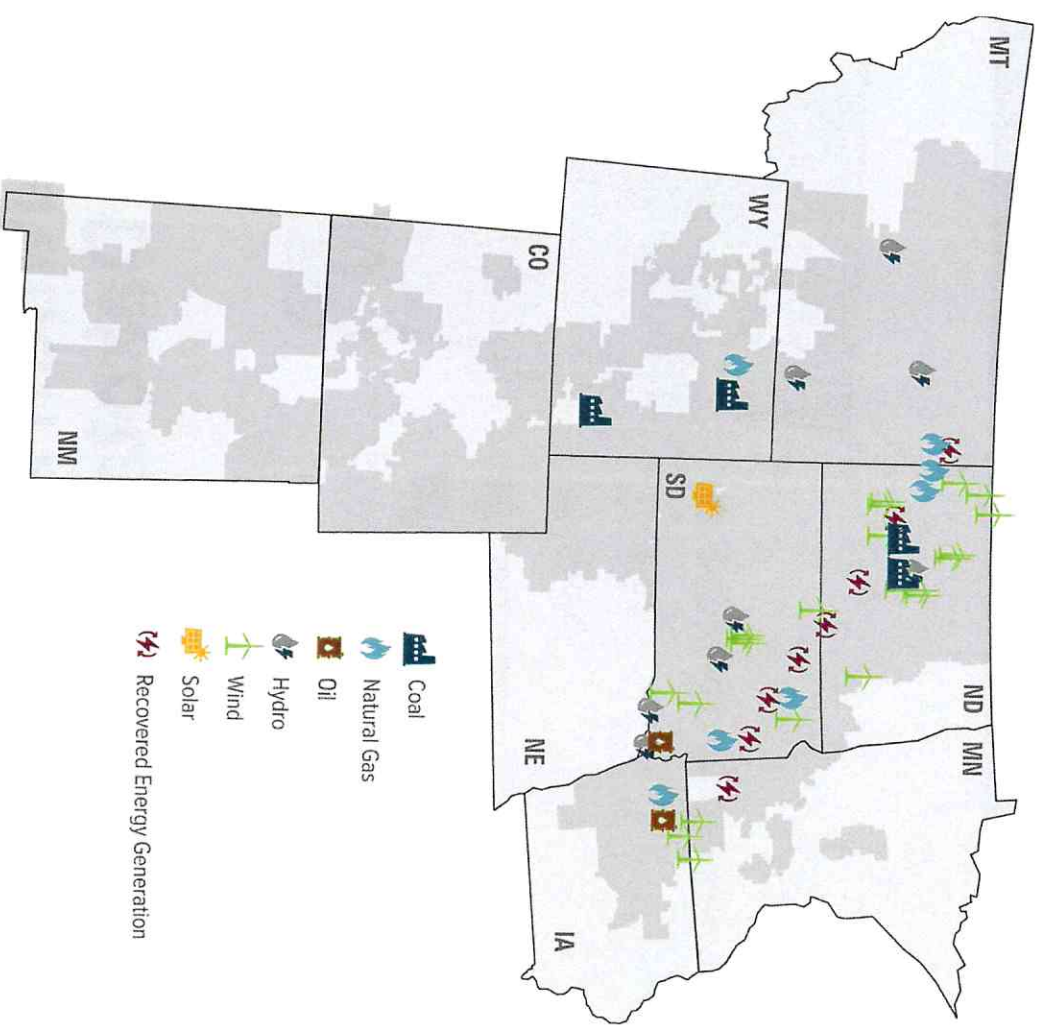 MT
ND
MN
WY
SD
CO
NE
IA
NM
Coal
Natural Gas
Oil
Hydro
Wind
Solar
Recovered Energy Generation